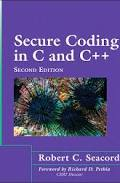 Secure Coding
in C and C++
SECOND EDITION
Robert C. Seacord
Foreword by Richard D. Pethia
CERT Director